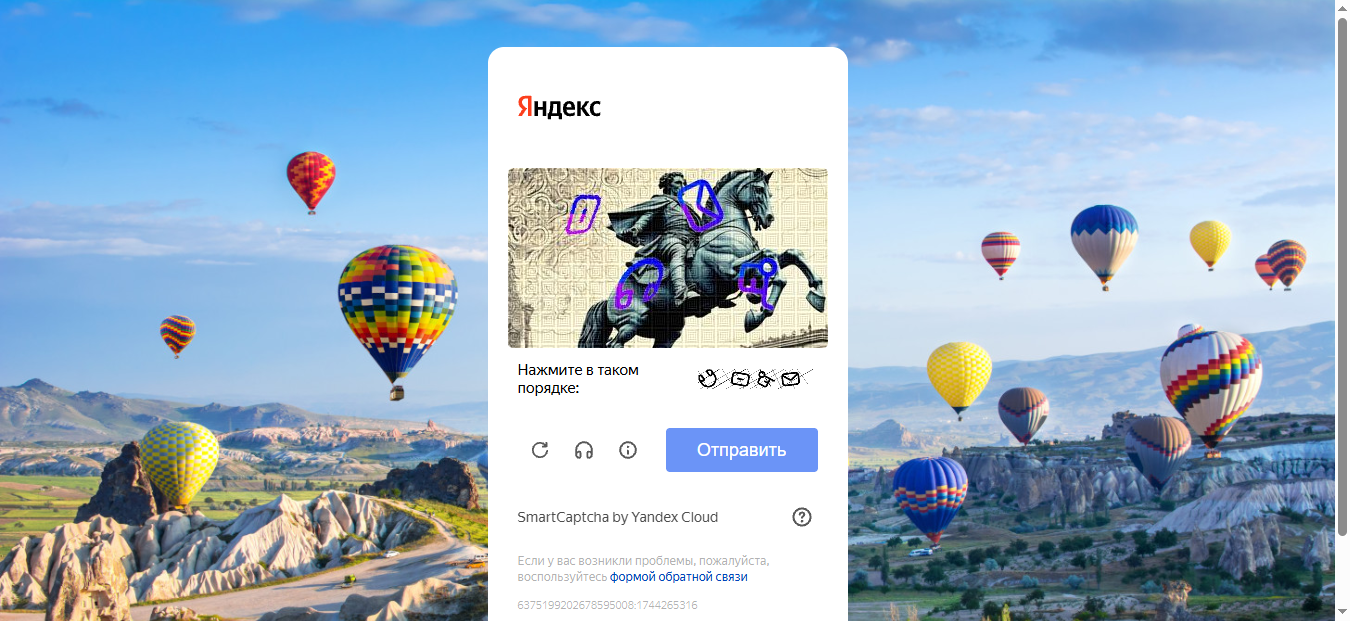 Яндекс
Нажмите в таком
порядке:
Отправить
SmartCaptcha by Yandex Cloud
Если у вас возникли проблемы, пожалуйста,
воспользуйтесь формой обратной связи
6375199202678595008:1744265316